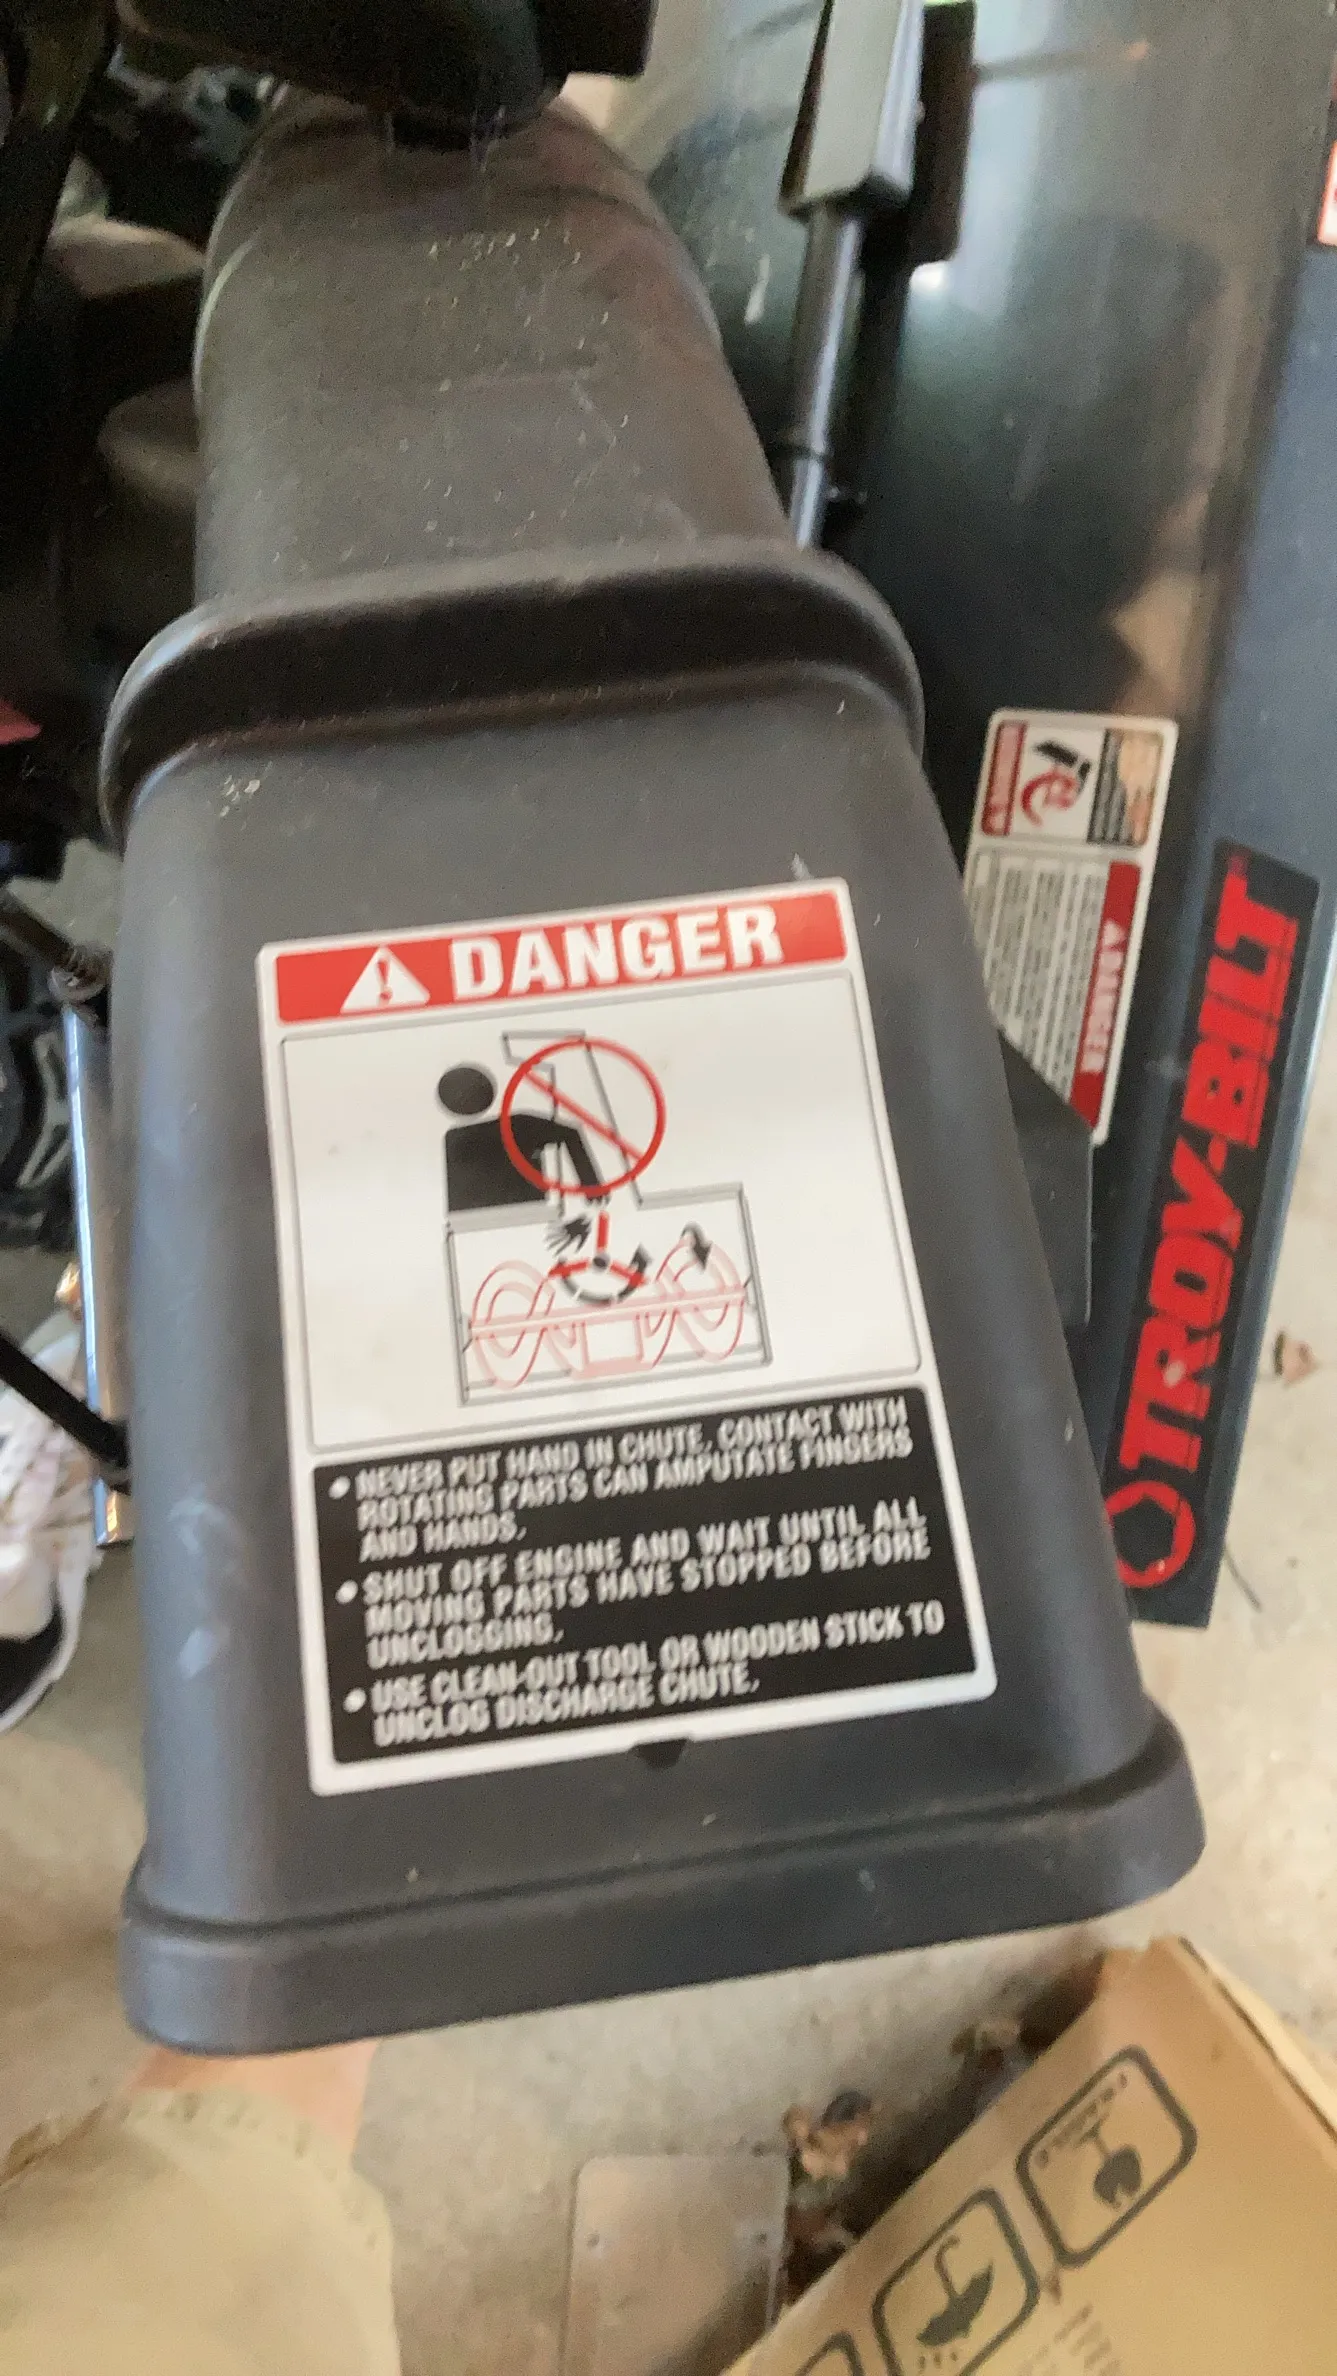 DANGER
• NEVER PUT HAND IN CHUTE. CONTACT WITH
ROTATING PARTS CAN AMPUTATE FINGERS
AND HANDS.
• SHUT OFF ENGINE AND WAIT UNTIL ALL
MOVING PARTS HAVE STOPPED BEFORE
UNCLOGGING.
• USE CLEAN-OUT TOOL OR WOODEN STICK TO
UNCLOG DISCHARGE CHUTE.
DANGER
TROY-BILT
FRAGILE